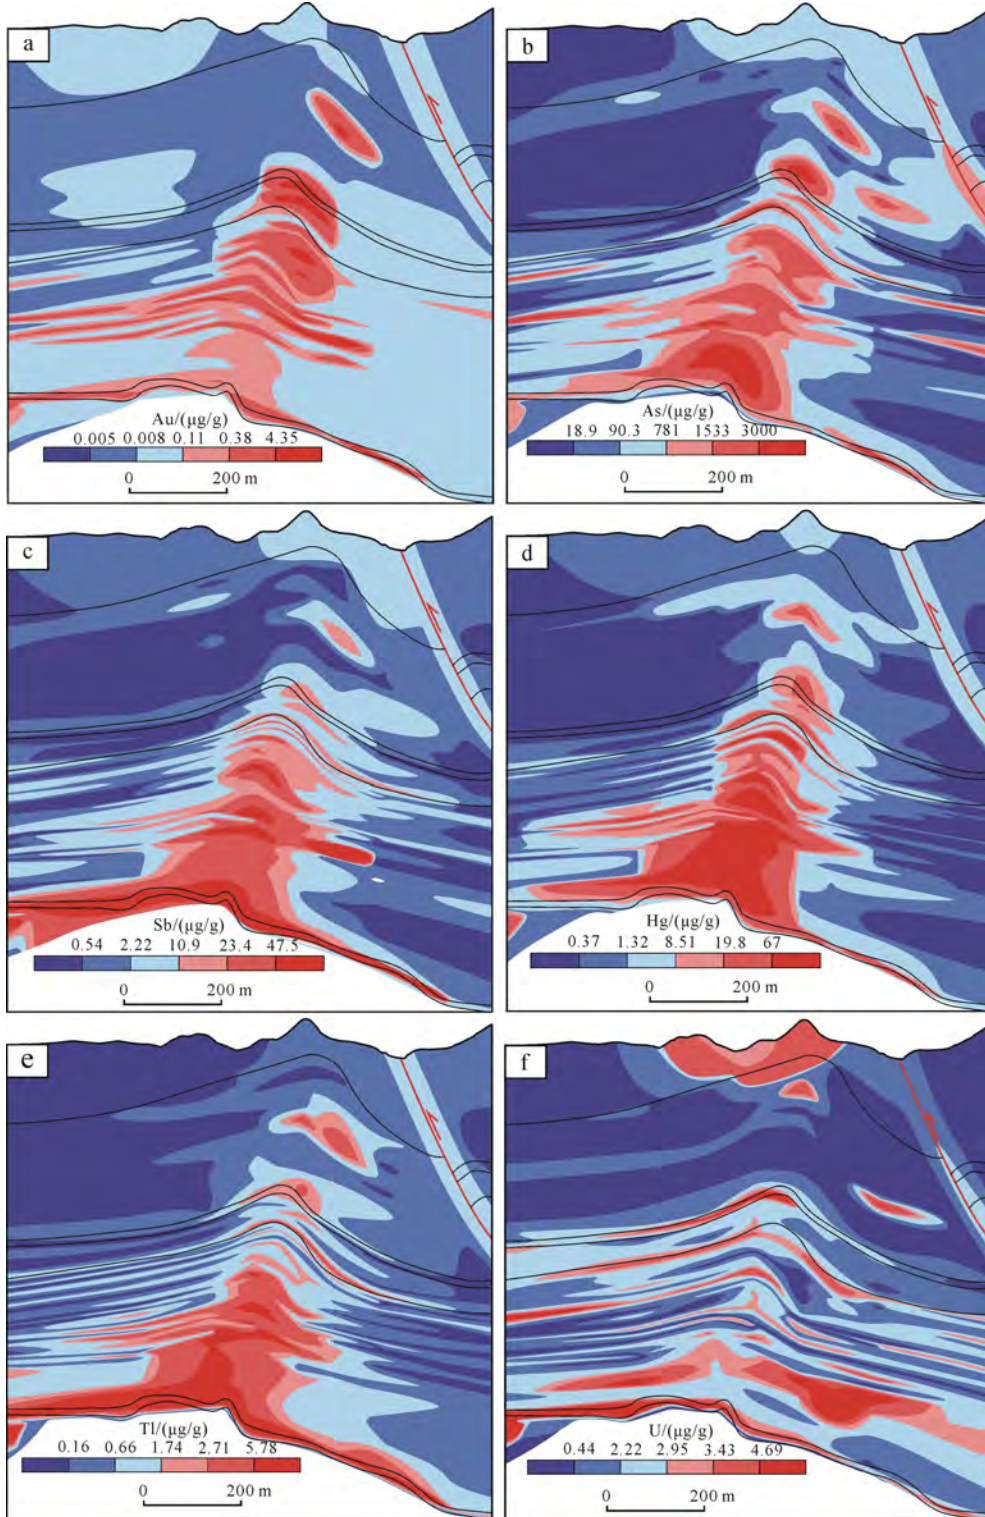 a
Au/(μg/g)
0.005 0.008 0.11 0.38 4.35
0 200 m
b
As/(μg/g)
18.9 90.3 781 1533 3000
0 200 m
c
Sb/(μg/g)
0.54 2.22 10.9 23.4 47.5
0 200 m
d
Hg/(μg/g)
0.37 1.32 8.51 19.8 67
0 200 m
e
Tl/(μg/g)
0.16 0.66 1.74 2.71 5.78
0 200 m
f
U/(μg/g)
0.44 2.22 2.95 3.43 4.69
0 200 m